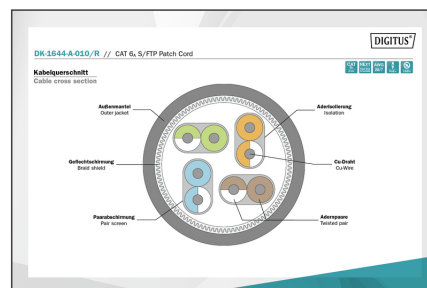 DIGITUS®
DK-1644-A-010/R // CAT 6A S/FTP Patch Cord
Kabelquerschnitt
Cable cross section
Außenmantel
Outer jacket
Aderisolierung
Isolation
Geflechtschirmung
Braid shield
Cu-Draht
Cu-Wire
Paarabschirmung
Pair screen
Adernpaare
Twisted pair